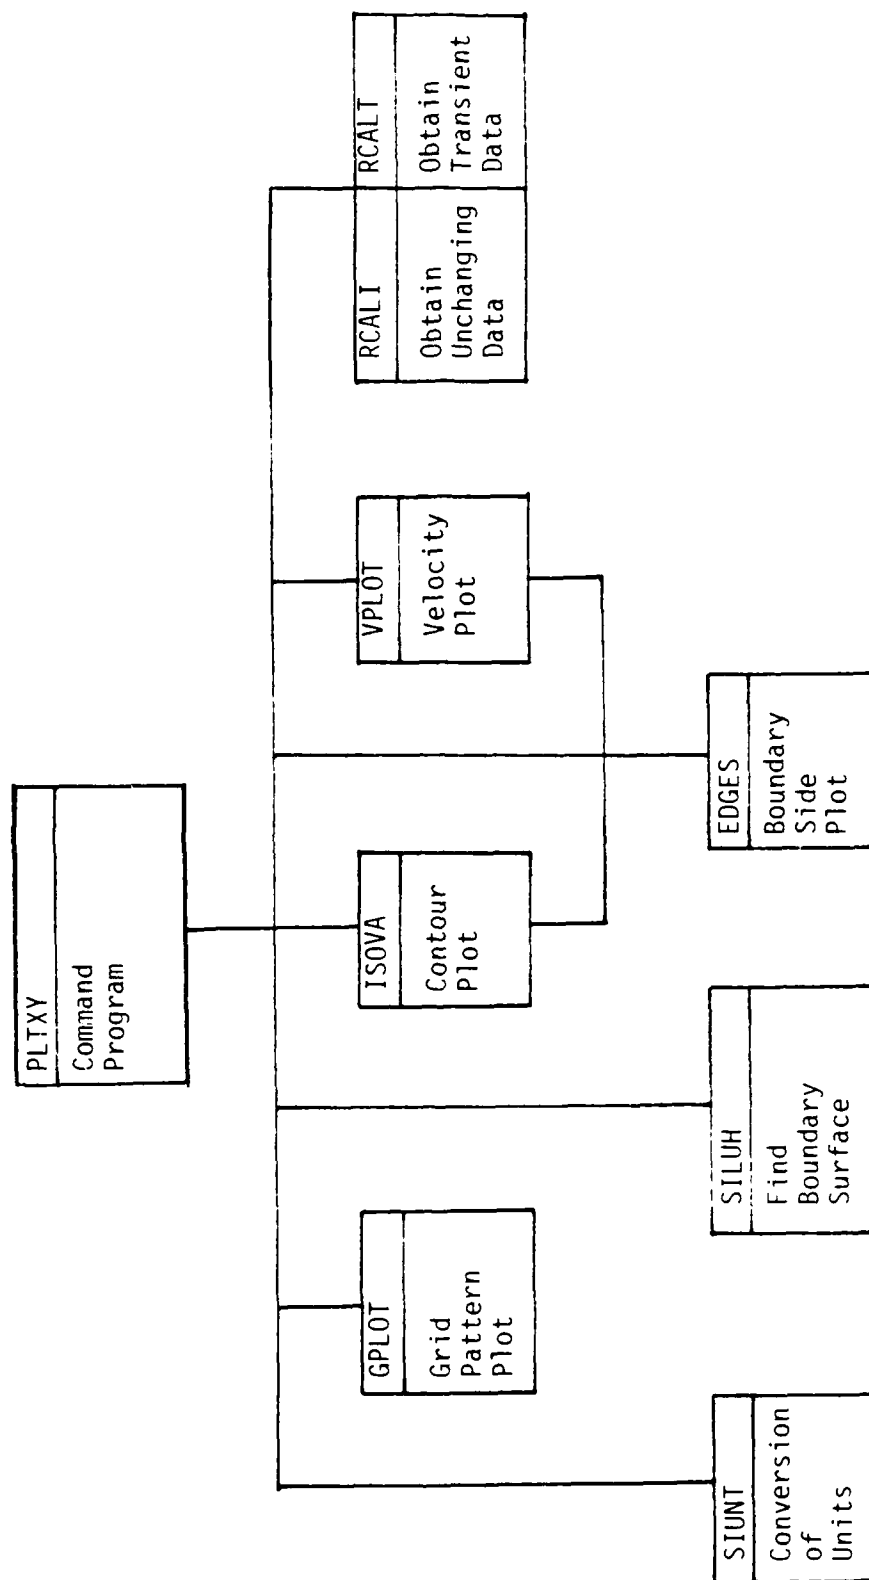 PLTXY
Command
Program
GPLOT
Grid
Pattern
Plot
ISOVA
Contour
Plot
VPLOT
Velocity
Plot
RCALI
Obtain
Unchanging
Data
RCALT
Obtain
Transient
Data
SIUNT
Conversion
of
Units
SILUH
Find
Boundary
Surface
EDGES
Boundary
Side
Plot